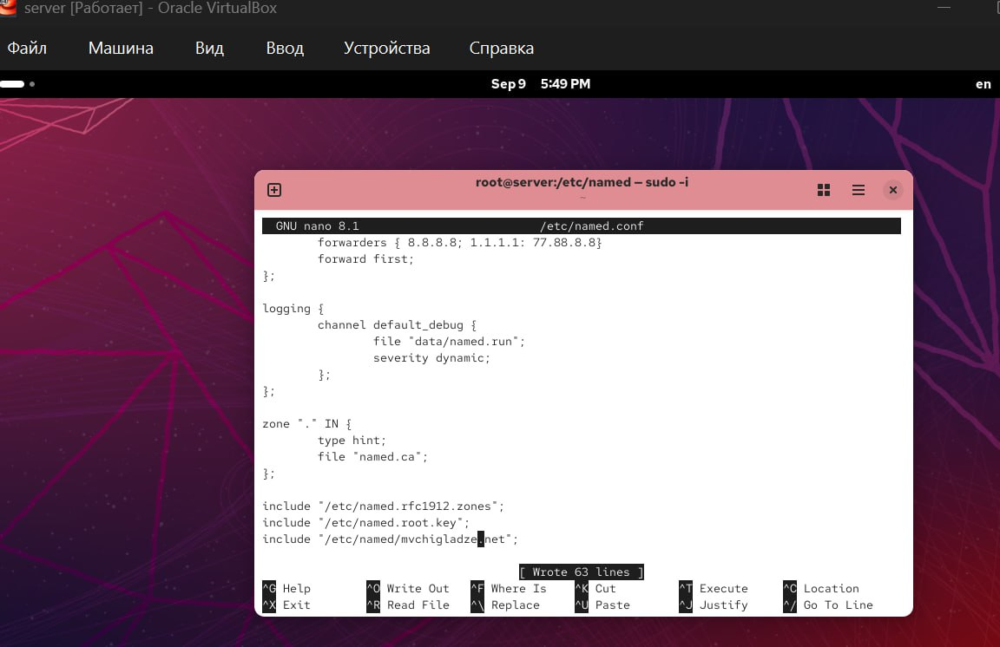 server [Работает] - Oracle VirtualBox
Файл Машина Вид Ввод Устройства Справка
Sep 9 5:49 PM en
root@server:/etc/named — sudo -i
~
GNU nano 8.1 /etc/named.conf
forwarders { 8.8.8.8; 1.1.1.1: 77.88.8.8}
forward first;
};
logging {
channel default_debug {
file "data/named.run";
severity dynamic;
};
};
zone "." IN {
type hint;
file "named.ca";
};
include "/etc/named.rfc1912.zones";
include "/etc/named.root.key";
include "/etc/named/mvchigladze.net";
[ Wrote 63 lines ]
^G Help ^O Write Out ^F Where Is ^K Cut ^T Execute ^C Location
^X Exit ^R Read File ^\ Replace ^U Paste ^J Justify ^/ Go To Line